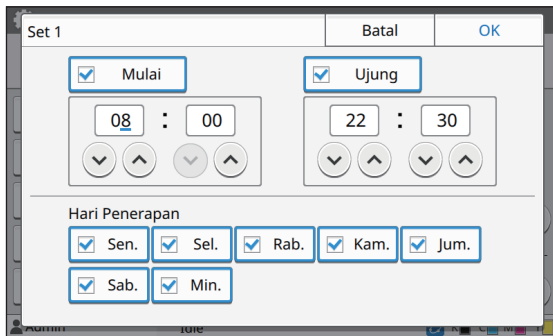 Set 1 Batal OK
Mulai Ujung
08 : 00 22 : 30
Hari Penerapan
Sen. Sel. Rab. Kam. Jum.
Sab. Min.
Admin Idle K C M Y